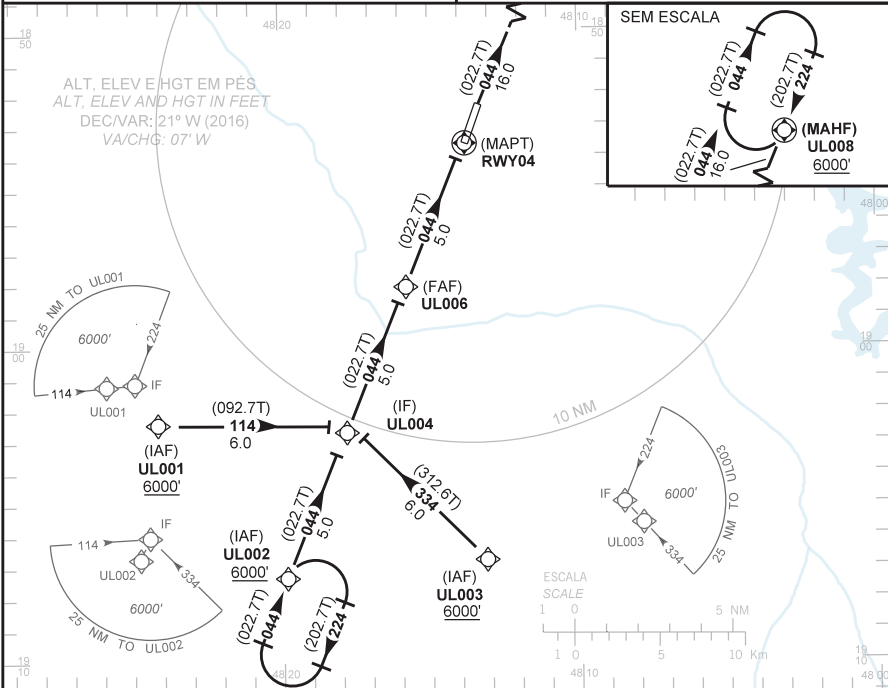 48 20
48 10
18 50
18 50
SEM ESCALA
(022.7T)
044
(202.7T)
224
(MAHF)
UL008
6000'
(022.7T)
044
16.0
48 00
ALT, ELEV E HGT EM PÉS
ALT, ELEV AND HGT IN FEET
DEC/VAR: 21º W (2016)
VA/CHG: 07' W
(022.7T)
044
16.0
(MAPT)
RWY04
(022.7T)
044
5.0
(FAF)
UL006
25 NM TO UL001
6000'
224
114
UL001
IF
19 00
19 00
(022.7T)
044
5.0
(IF)
UL004
10 NM
(092.7T)
114
6.0
(IAF)
UL001
6000'
(312.6T)
334
6.0
224
IF
6000'
UL003
334
25 NM TO UL003
(022.7T)
044
5.0
(IAF)
UL002
6000'
IF
114
UL002
334
6000'
25 NM TO UL002
(IAF)
UL003
6000'
(022.7T)
044
(202.7T)
224
ESCALA
SCALE
1 0 5 NM
1 0 5 10 Km
19 10
48 20
48 10
19 10
48 00